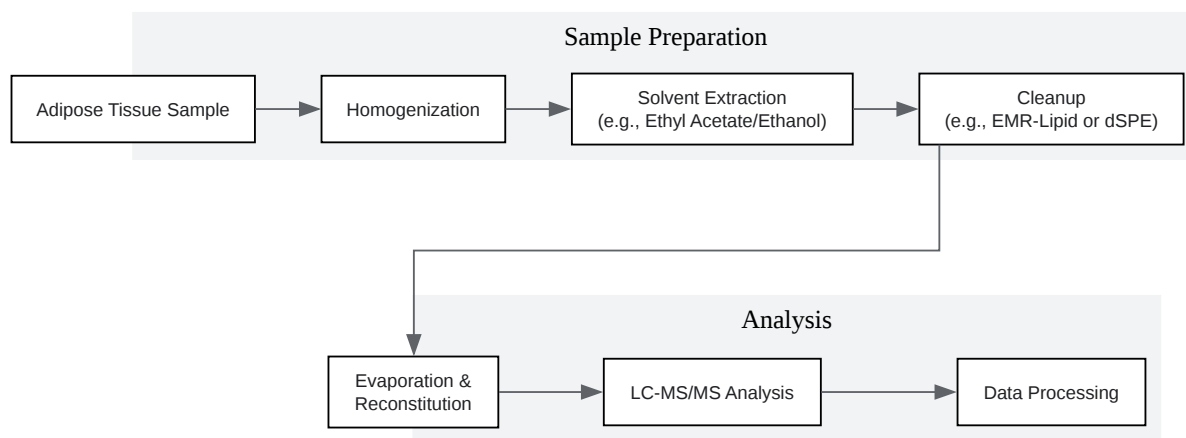 Sample Preparation
Adipose Tissue Sample
Homogenization
Solvent Extraction
(e.g., Ethyl Acetate/Ethanol)
Cleanup
(e.g., EMR-Lipid or dSPE)
Analysis
Evaporation &
Reconstitution
LC-MS/MS Analysis
Data Processing